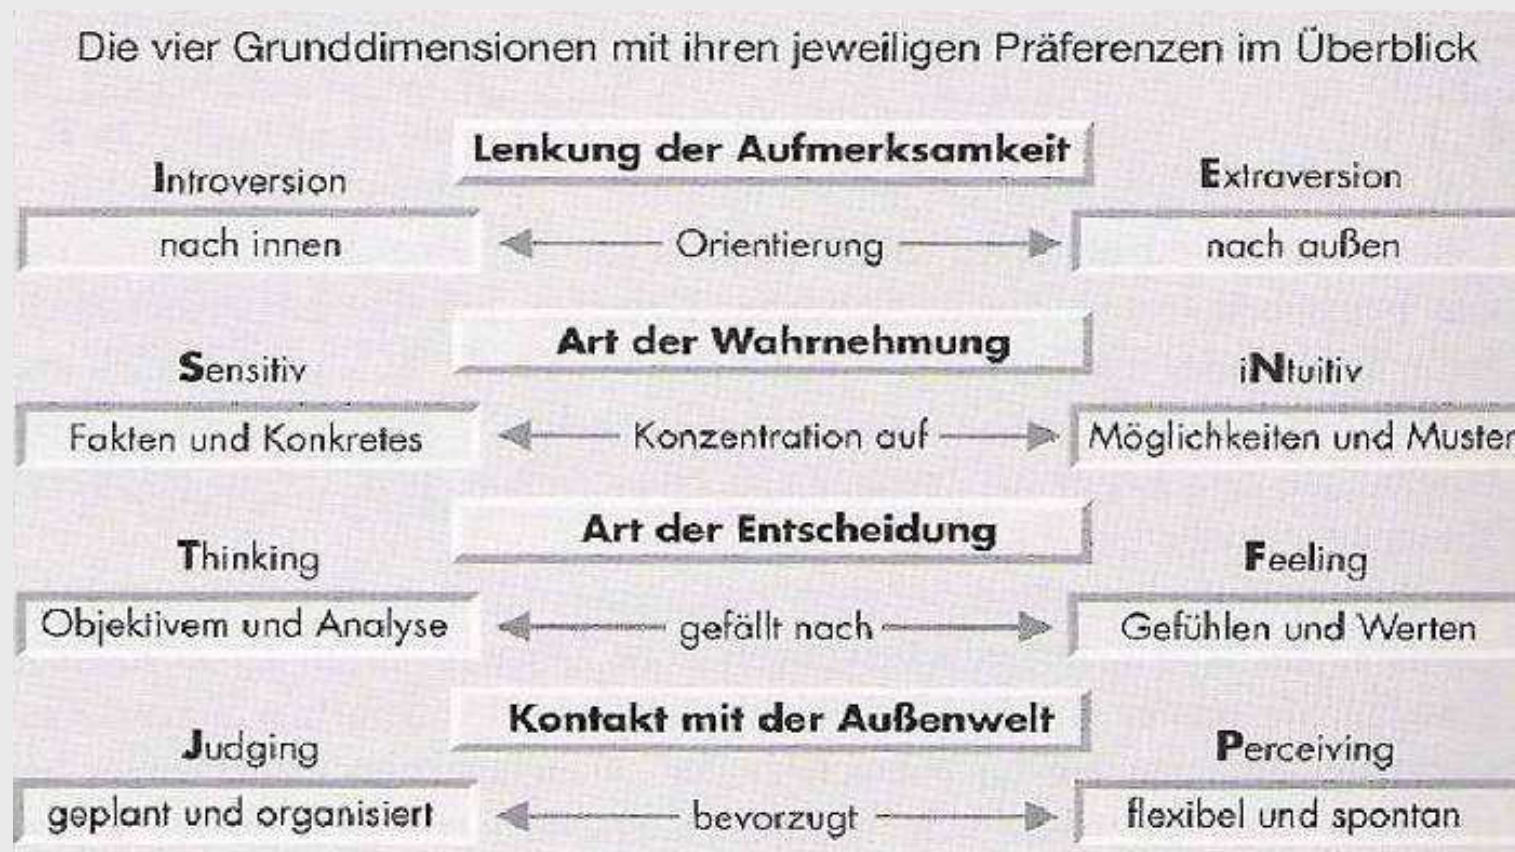 Die vier Grunddimensionen mit ihren jeweiligen Präferenzen im Überblick
Lenkung der Aufmerksamkeit
Introversion
Extraversion
nach innen
Orientierung
nach außen
Art der Wahrnehmung
Sensitiv
iNtuitiv
Fakten und Konkretes
Konzentration auf
Möglichkeiten und Muster
Art der Entscheidung
Thinking
Feeling
Objektivem und Analyse
gefällt nach
Gefühlen und Werten
Kontakt mit der Außenwelt
Judging
Perceiving
geplant und organisiert
bevorzugt
flexibel und spontan